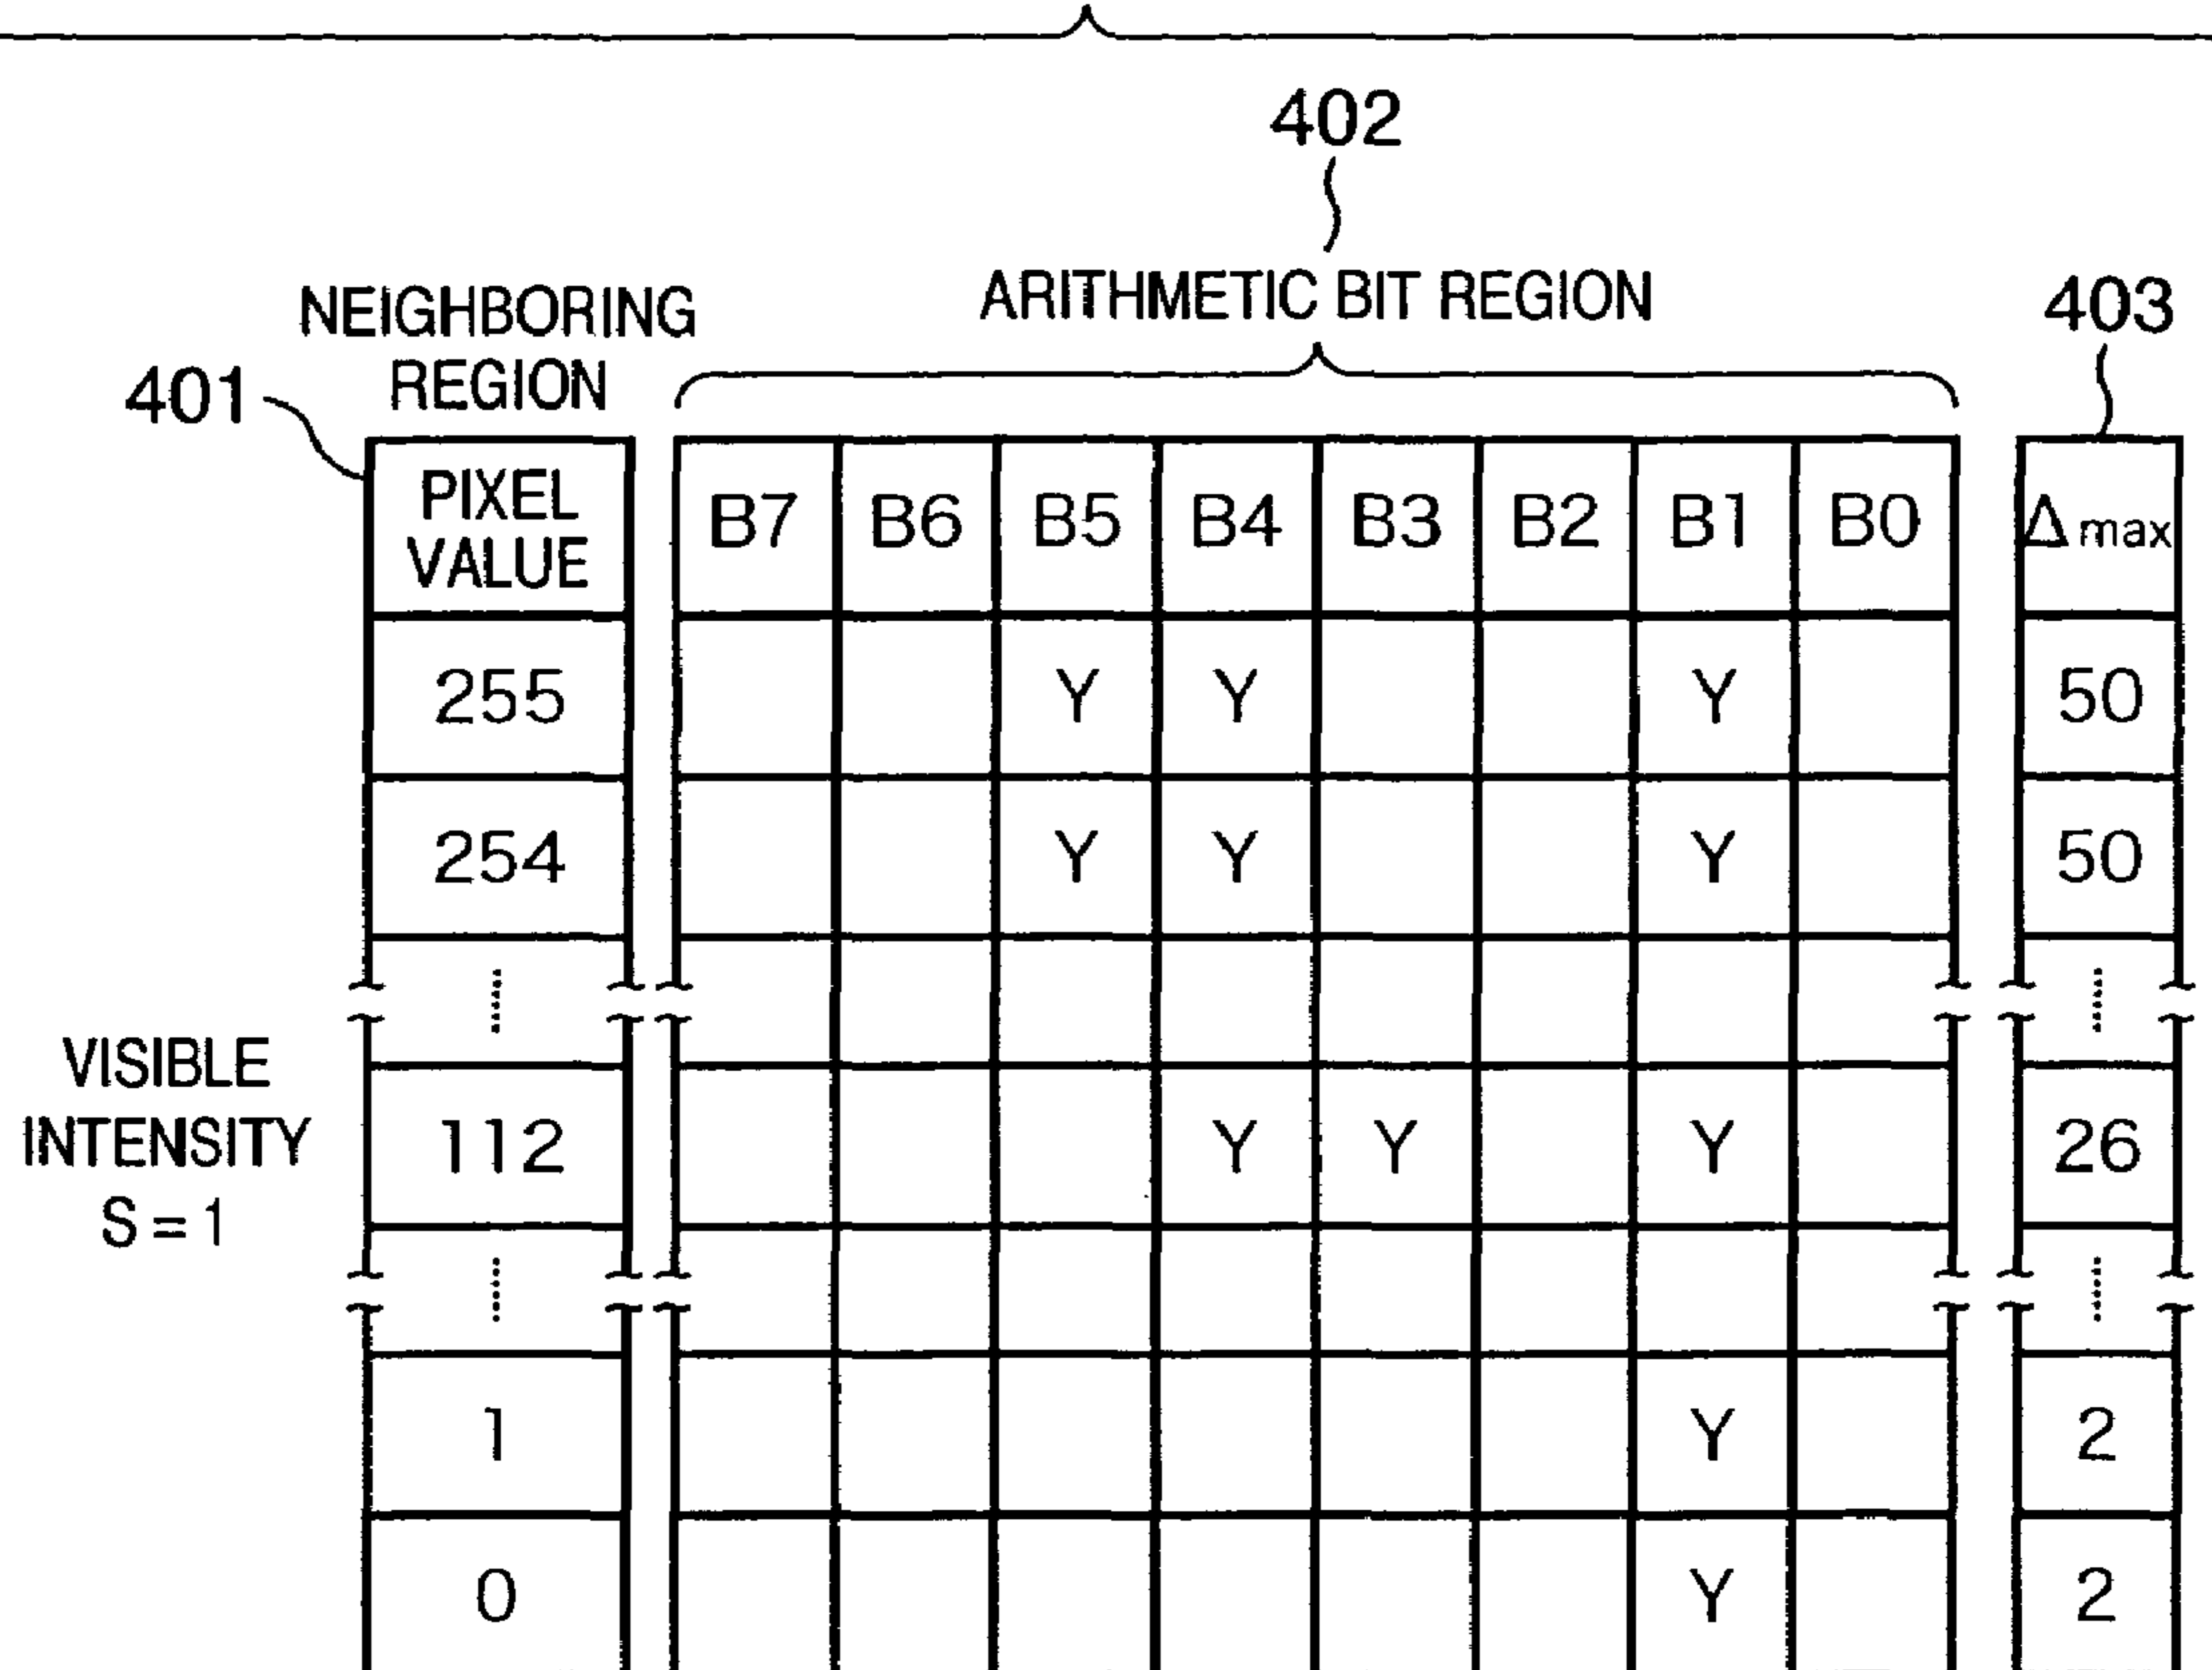 402
NEIGHBORING
REGION
ARITHMETIC BIT REGION
403
401
PIXEL
VALUE
B7 B6 B5 B4 B3 B2 B1 B0 Δmax
255 Y Y Y 50
254 Y Y Y 50
VISIBLE
INTENSITY
S = 1
112 Y Y Y 26
1 Y 2
0 Y 2